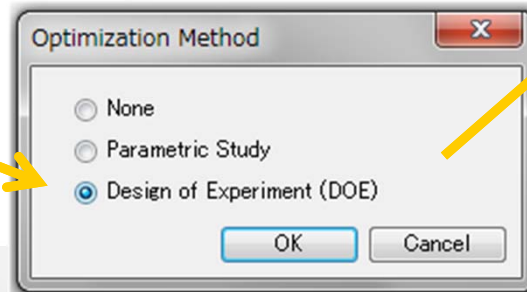 Optimization Method
None
Parametric Study
Design of Experiment (DOE)
OK Cancel